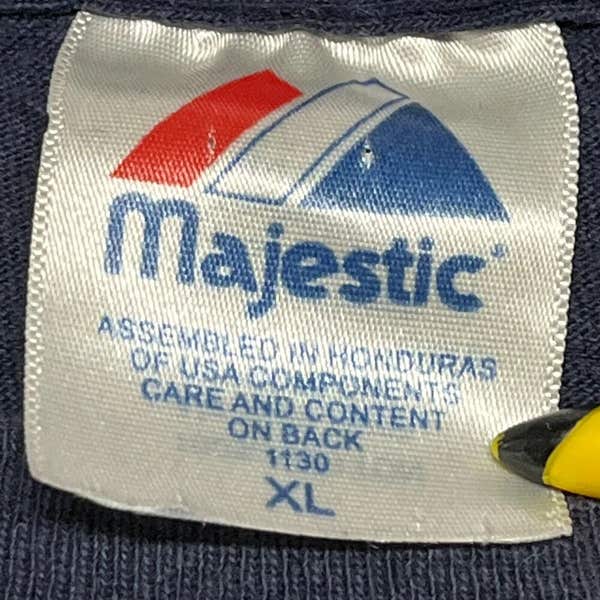 Majestic
ASSEMBLED IN HONDURAS
OF USA COMPONENTS
CARE AND CONTENT
ON BACK
1130
XL